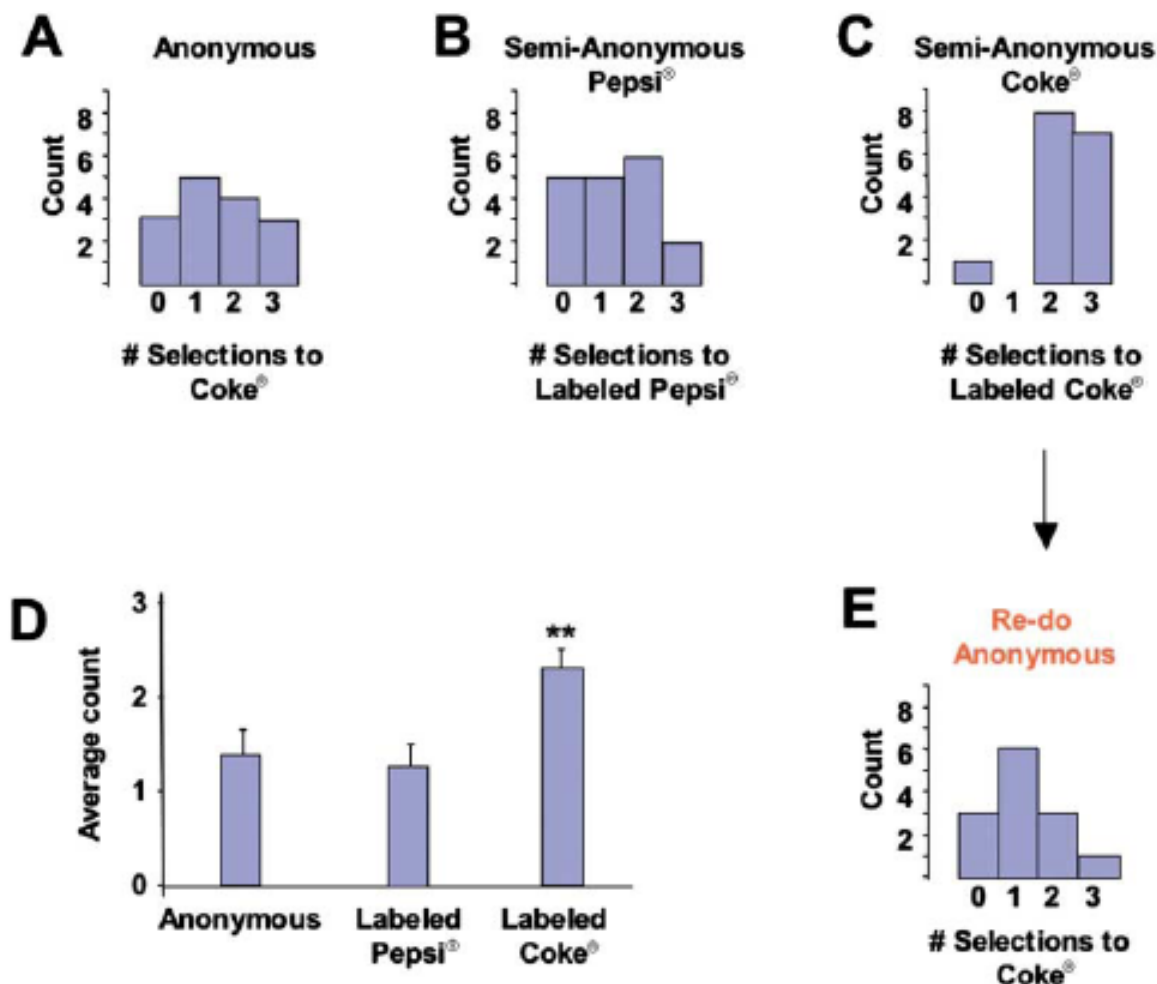 A
Anonymous
Count
8
6
4
2
0 1 2 3
# Selections to
Coke®
B
Semi-Anonymous
Pepsi®
Count
8
6
4
2
0 1 2 3
# Selections to
Labeled Pepsi®
C
Semi-Anonymous
Coke®
Count
8
6
4
2
0 1 2 3
# Selections to
Labeled Coke®
D
Average count
3
2
1
0
**
Anonymous
Labeled
Pepsi®
Labeled
Coke®
E
Re-do
Anonymous
Count
8
6
4
2
0 1 2 3
# Selections to
Coke®